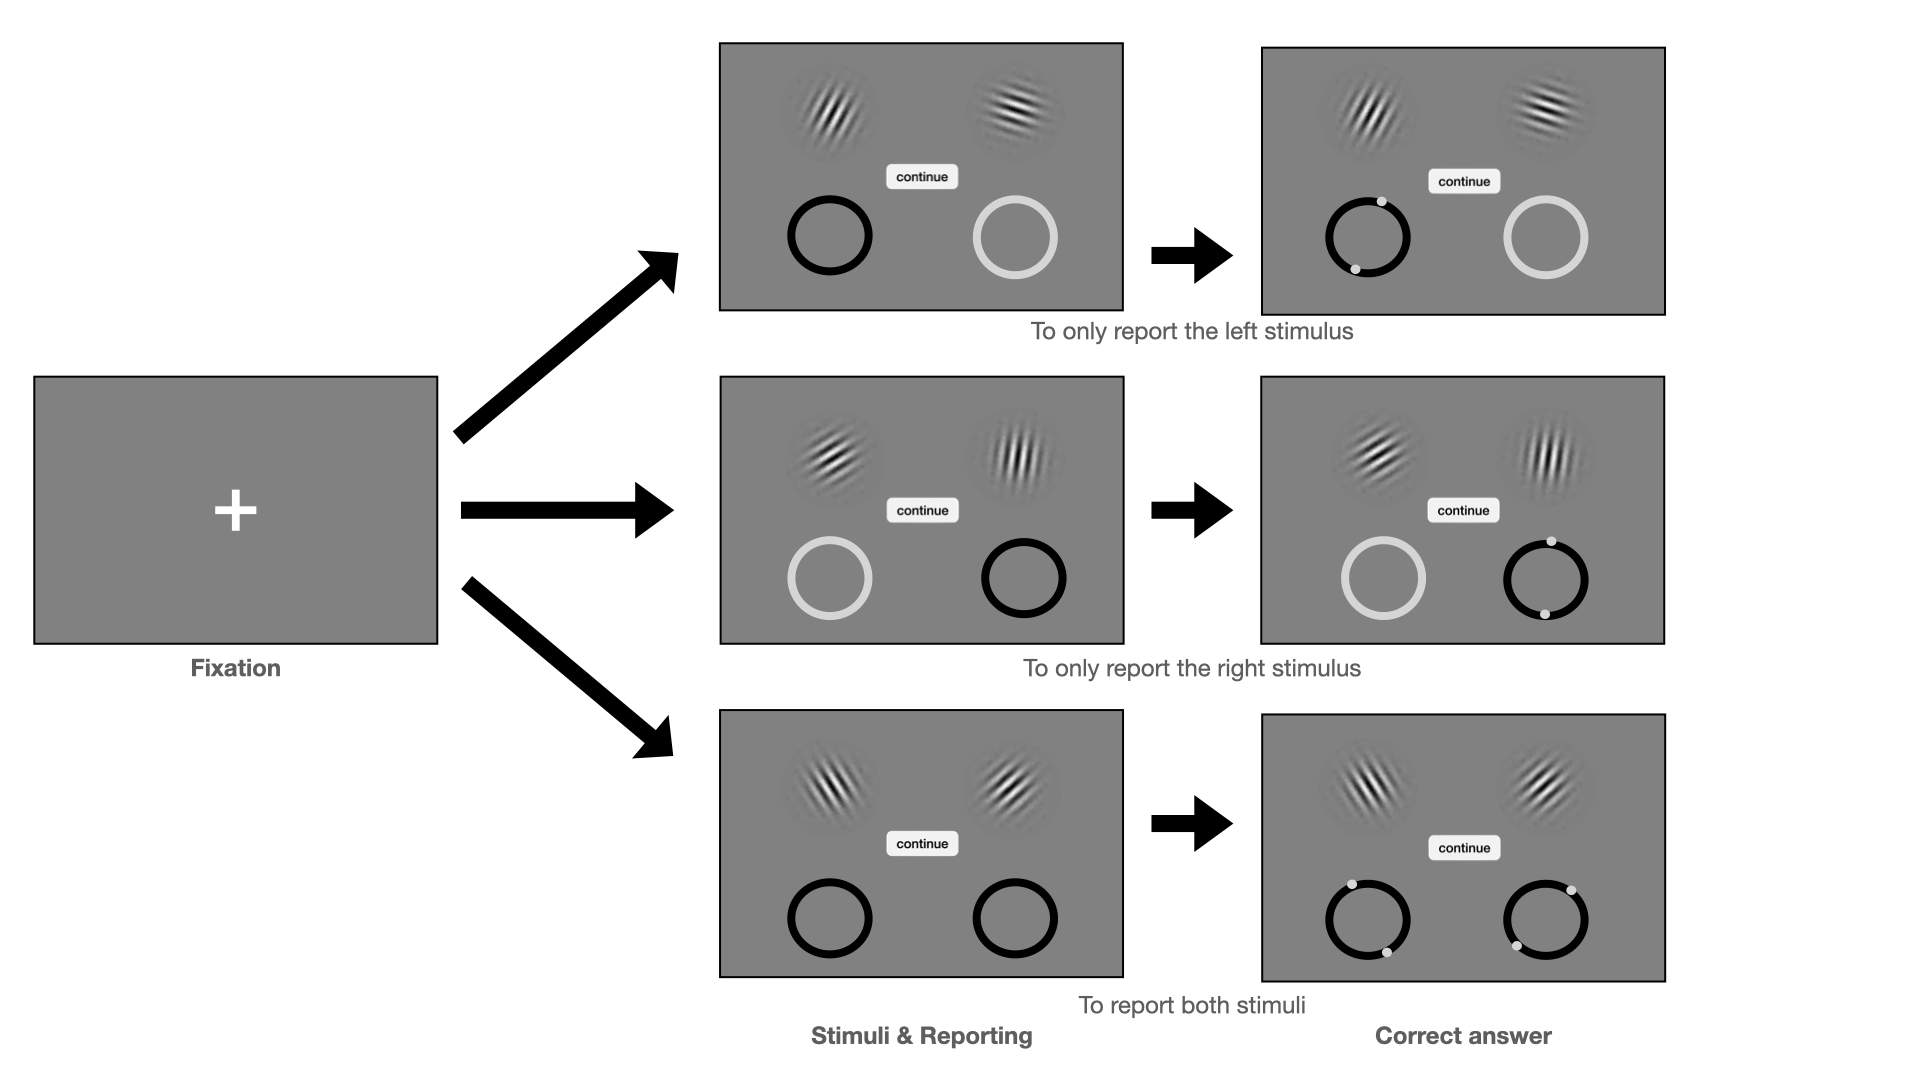 continue
continue
To only report the left stimulus
continue
continue
Fixation
To only report the right stimulus
continue
continue
To report both stimuli
Stimuli & Reporting
Correct answer